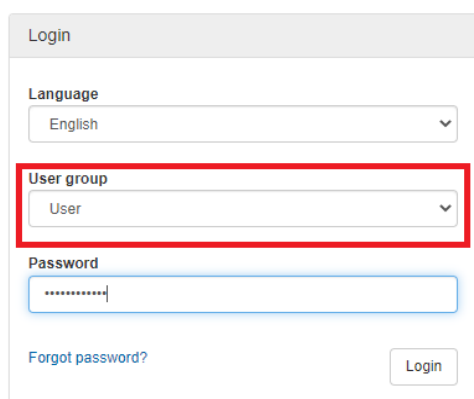 Login
Language
English
User group
User
Password
••••••••••••
Forgot password?
Login